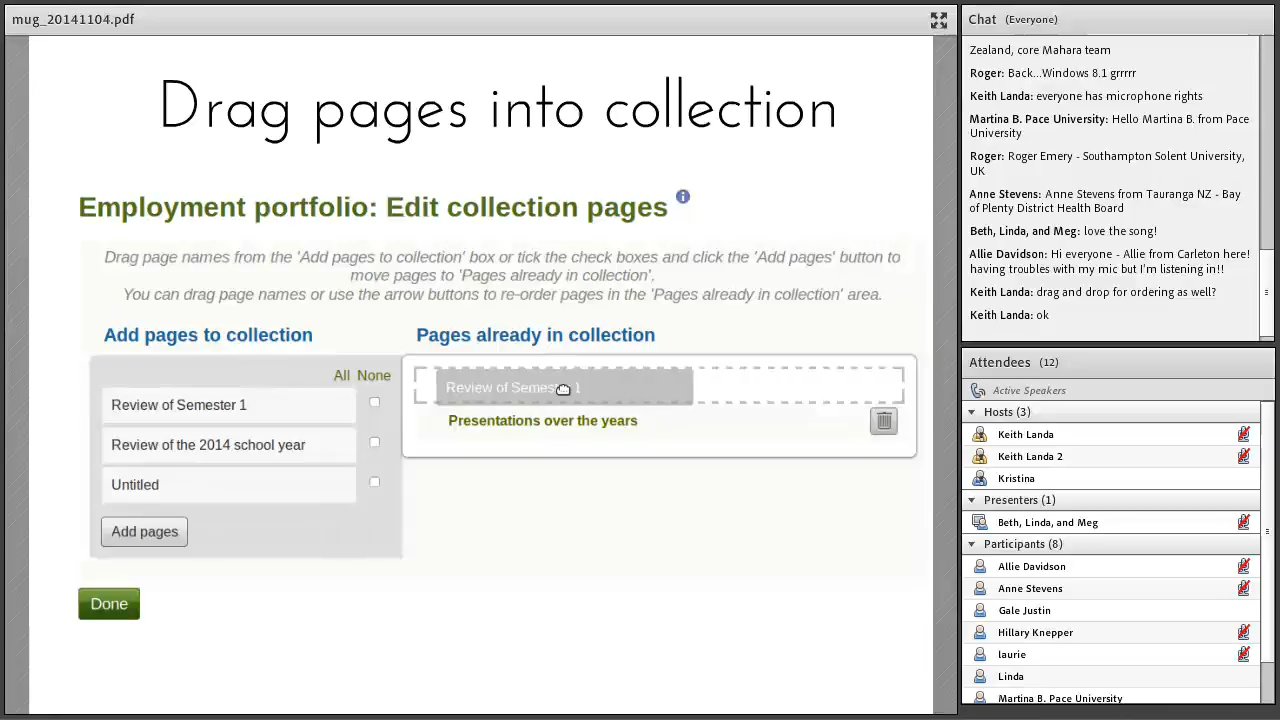 mug_20141104.pdf
Drag pages into collection
Employment portfolio: Edit collection pages
Drag page names from the 'Add pages to collection' box or tick the check boxes and click the 'Add pages' button to
move pages to 'Pages already in collection'.
You can drag page names or use the arrow buttons to re-order pages in the 'Pages already in collection' area.
Add pages to collection
All None
Review of Semester 1
Review of the 2014 school year
Untitled
Add pages
Pages already in collection
Review of Semester 1
Presentations over the years
Done
Chat (Everyone)
Zealand, core Mahara team
Roger: Back...Windows 8.1 grrrrr
Keith Landa: everyone has microphone rights
Martina B. Pace University: Hello Martina B. from Pace
University
Roger: Roger Emery - Southampton Solent University,
UK
Anne Stevens: Anne Stevens from Tauranga NZ - Bay
of Plenty District Health Board
Beth, Linda, and Meg: love the song!
Allie Davidson: Hi everyone - Allie from Carleton here!
having troubles with my mic but I'm listening in!!
Keith Landa: drag and drop for ordering as well?
Keith Landa: ok
Attendees (12)
Active Speakers
Hosts (3)
Keith Landa
Keith Landa 2
Kristina
Presenters (1)
Beth, Linda, and Meg
Participants (8)
Allie Davidson
Anne Stevens
Gale Justin
Hillary Knepper
laurie
Linda
Martina B. Pace University